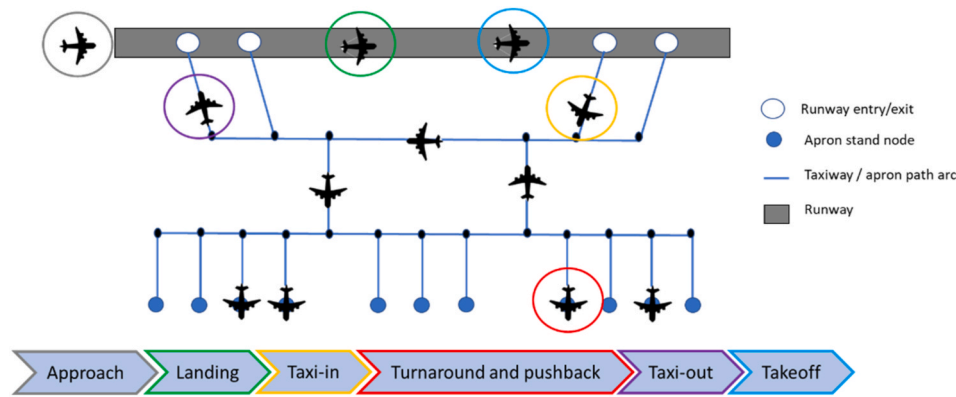 Runway entry/exit
Apron stand node
Taxiway / apron path arc
Runway
Approach
Landing
Taxi-in
Turnaround and pushback
Taxi-out
Takeoff